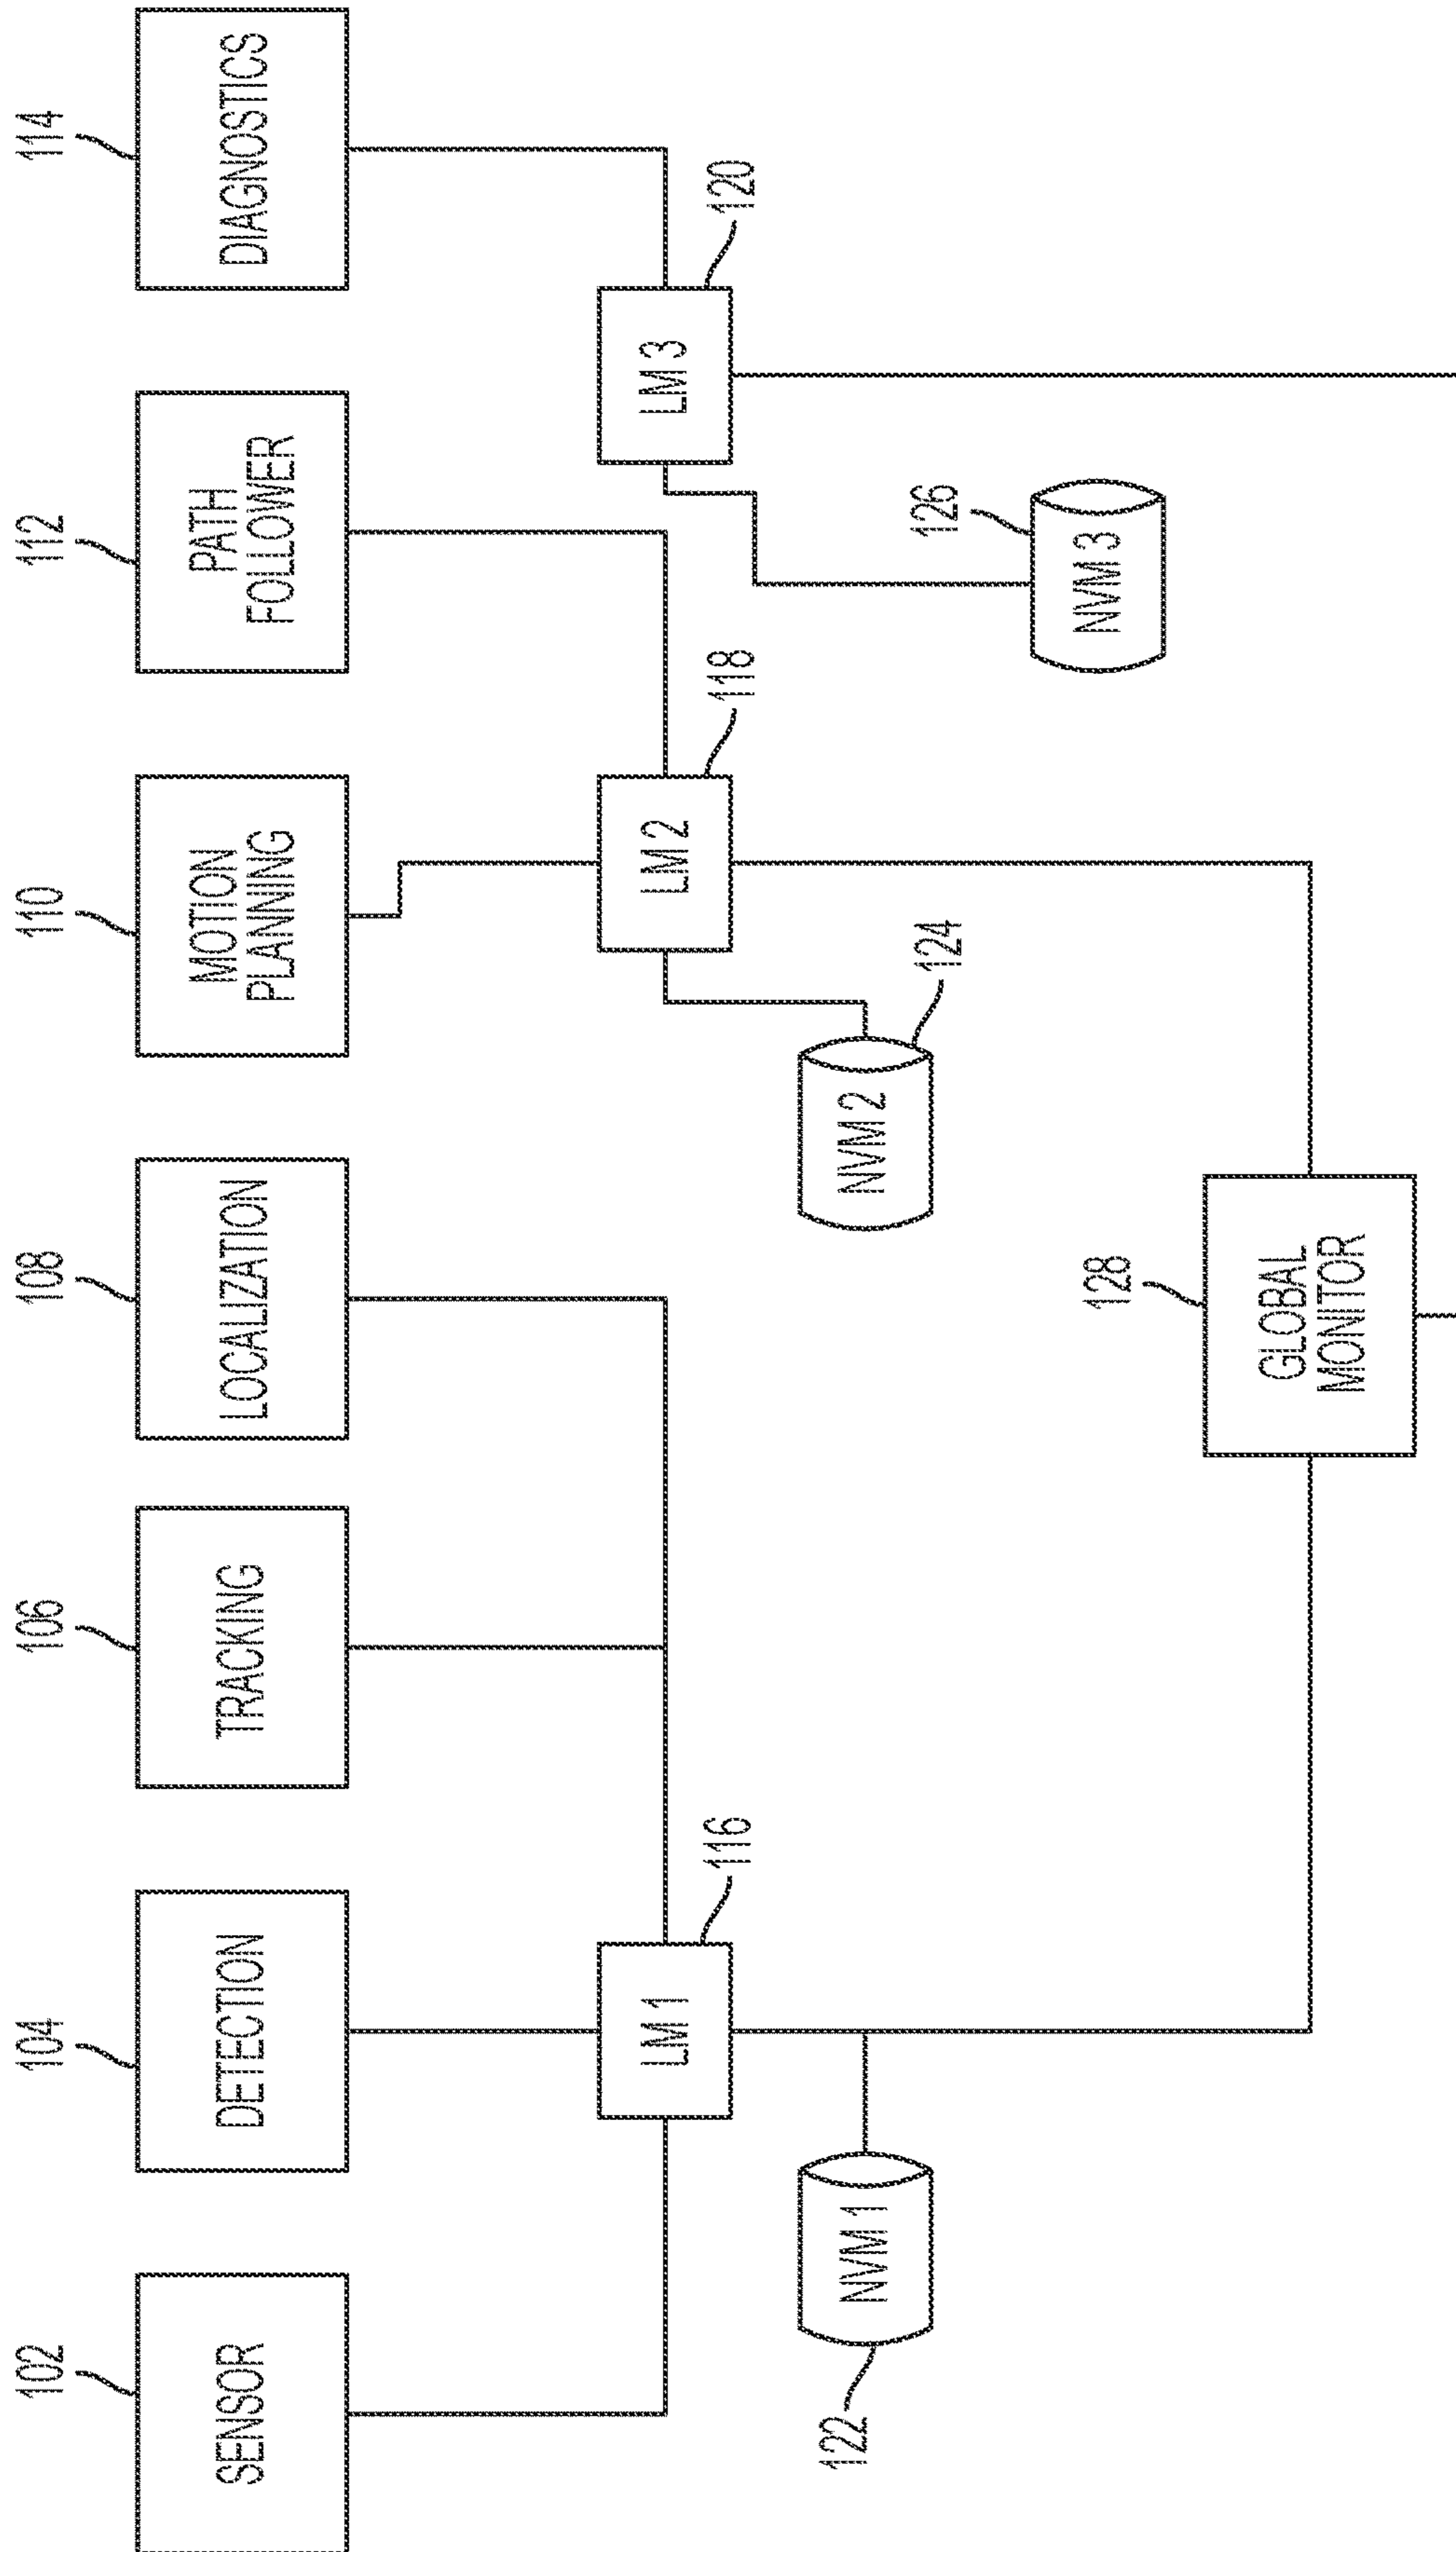 102
104
106
108
110
112
114
SENSOR
DETECTION
TRACKING
LOCALIZATION
MOTION
PLANNING
PATH
FOLLOWER
DIAGNOSTICS
LM 1
116
LM 2
118
LM 3
120
122
NVM 1
NVM 2
124
NVM 3
126
128
GLOBAL
MONITOR